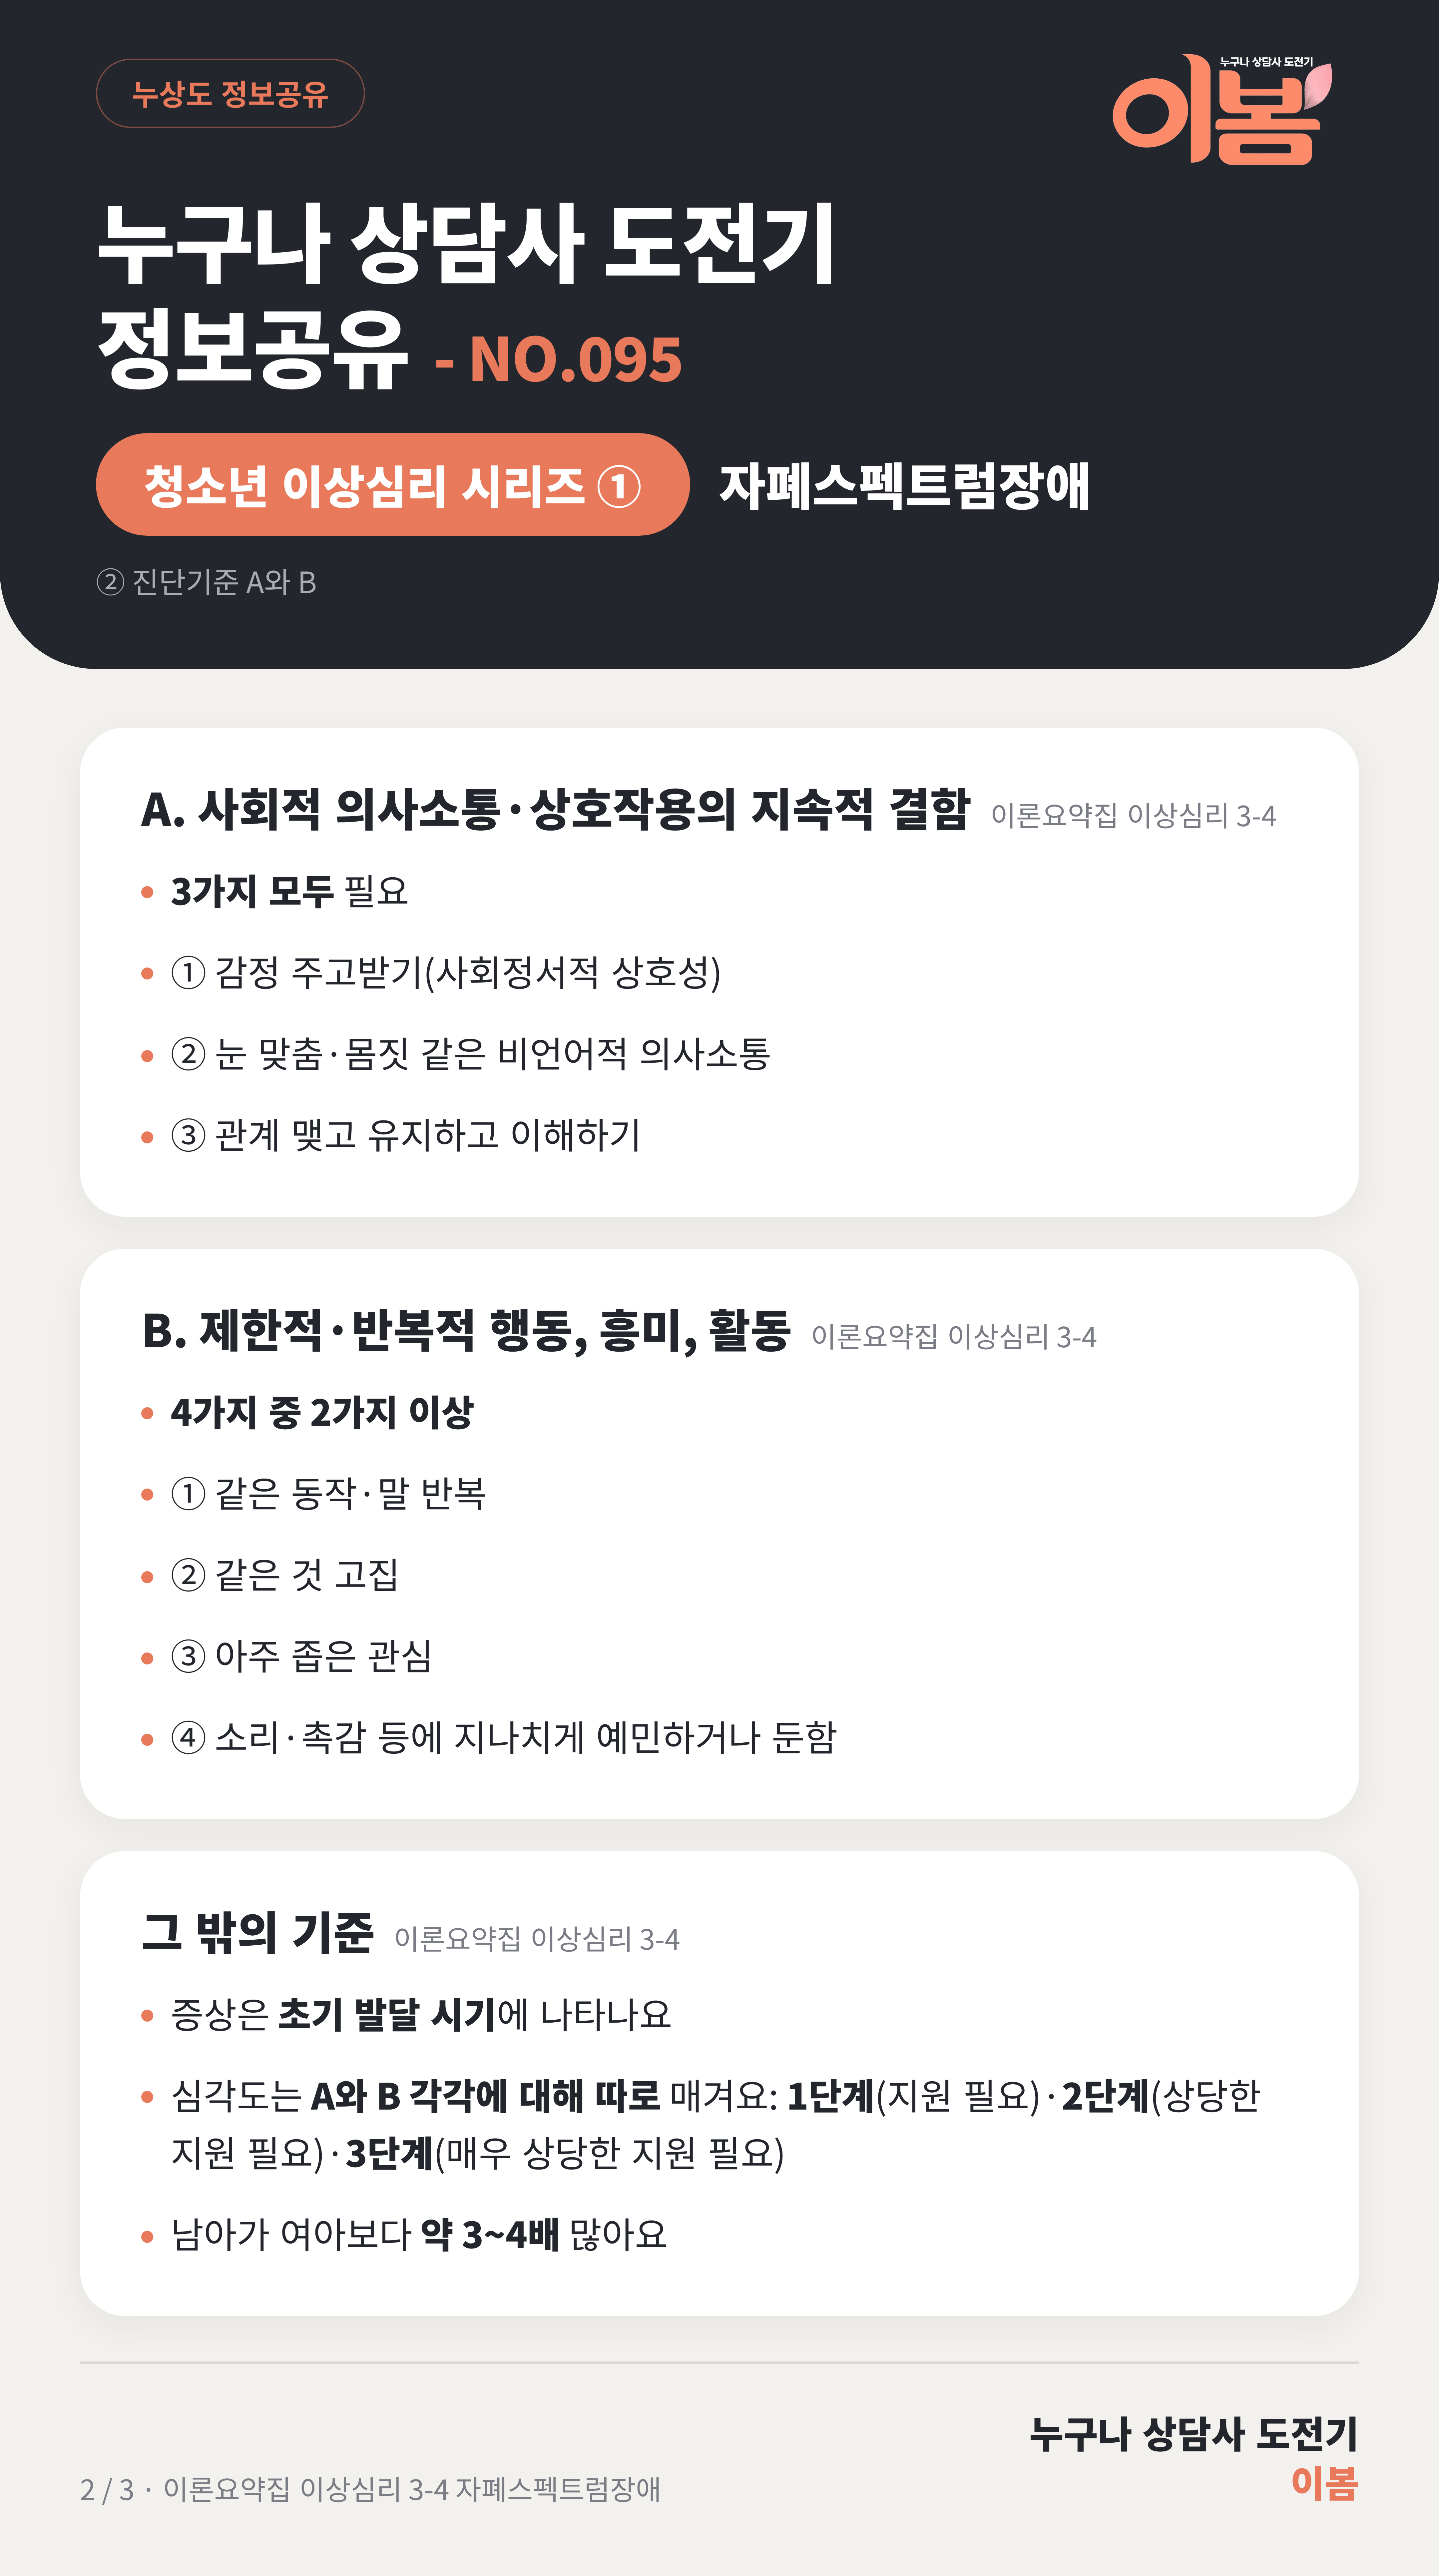 누상도 정보공유
누구나 상담사 도전기
이봄
누구나 상담사 도전기
정보공유 - NO.095
청소년 이상심리 시리즈 ① 자폐스펙트럼장애
② 진단기준 A와 B
A. 사회적 의사소통·상호작용의 지속적 결함 이론요약집 이상심리 3-4
• 3가지 모두 필요
• ① 감정 주고받기(사회정서적 상호성)
• ② 눈 맞춤·몸짓 같은 비언어적 의사소통
• ③ 관계 맺고 유지하고 이해하기
B. 제한적·반복적 행동, 흥미, 활동 이론요약집 이상심리 3-4
• 4가지 중 2가지 이상
• ① 같은 동작·말 반복
• ② 같은 것 고집
• ③ 아주 좁은 관심
• ④ 소리·촉감 등에 지나치게 예민하거나 둔함
그 밖의 기준 이론요약집 이상심리 3-4
• 증상은 초기 발달 시기에 나타나요
• 심각도는 A와 B 각각에 대해 따로 매겨요: 1단계(지원 필요)·2단계(상당한
지원 필요)·3단계(매우 상당한 지원 필요)
• 남아가 여아보다 약 3~4배 많아요
누구나 상담사 도전기
이봄
2 / 3 · 이론요약집 이상심리 3-4 자폐스펙트럼장애